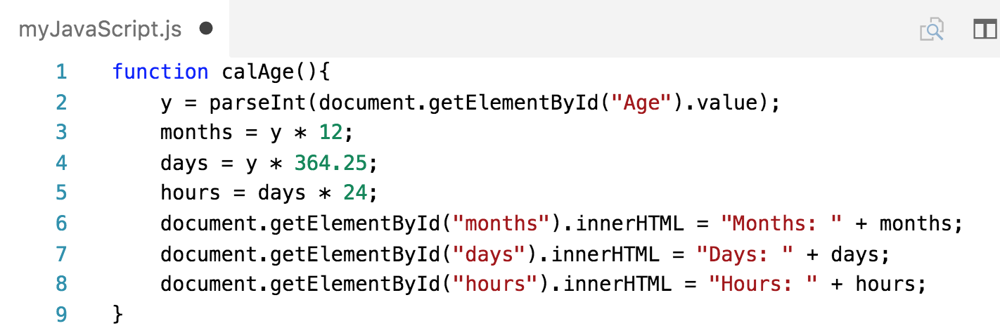 myJavaScript.js
1 function calAge(){
2 y = parseInt(document.getElementById("Age").value);
3 months = y * 12;
4 days = y * 364.25;
5 hours = days * 24;
6 document.getElementById("months").innerHTML = "Months: " + months;
7 document.getElementById("days").innerHTML = "Days: " + days;
8 document.getElementById("hours").innerHTML = "Hours: " + hours;
9 }